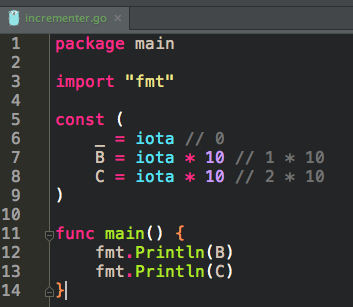 incrementer.go ×
1 package main
2
3 import "fmt"
4
5 const (
6     _ = iota // 0
7     B = iota * 10 // 1 * 10
8     C = iota * 10 // 2 * 10
9 )
10
11 func main() {
12     fmt.Println(B)
13     fmt.Println(C)
14 }